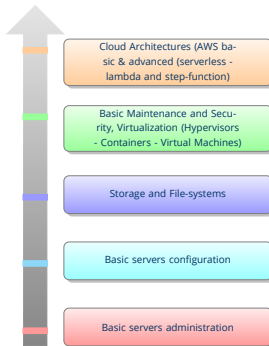 Cloud Architectures (AWS ba-
sic & advanced (serverless -
lambda and step-function)
Basic Maintenance and Secu-
rity, Virtualization (Hypervisors
- Containers - Virtual Machines)
Storage and File-systems
Basic servers configuration
Basic servers administration